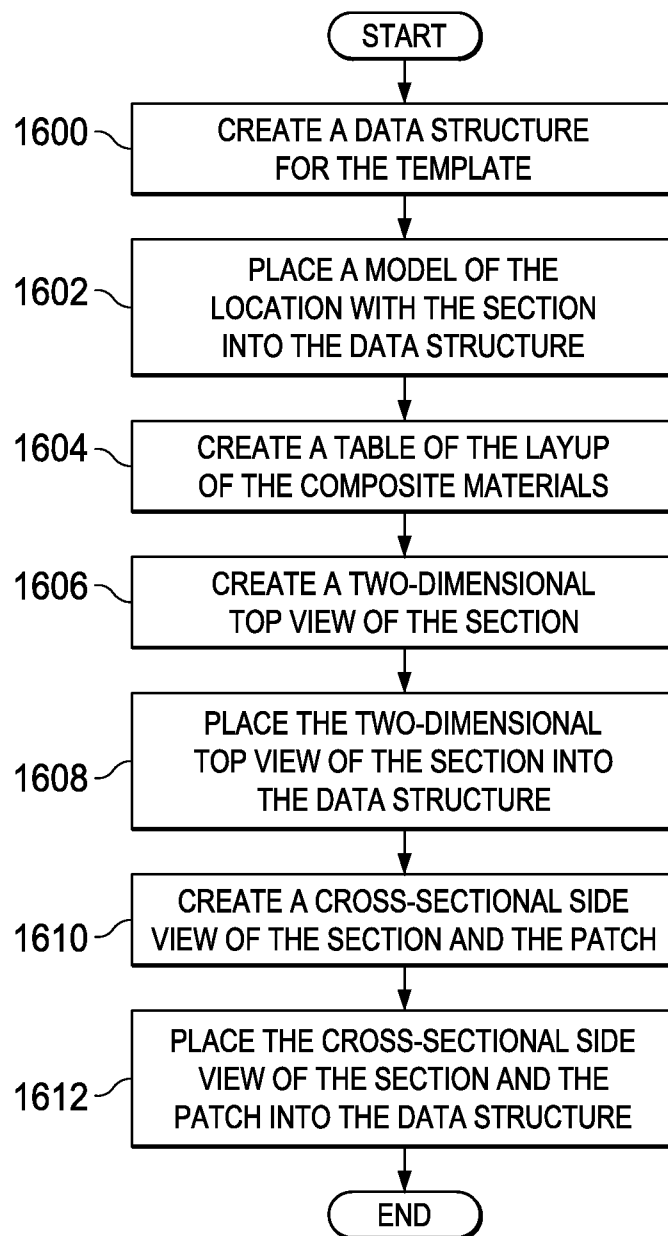 START
1600
CREATE A DATA STRUCTURE
FOR THE TEMPLATE
1602
PLACE A MODEL OF THE
LOCATION WITH THE SECTION
INTO THE DATA STRUCTURE
1604
CREATE A TABLE OF THE LAYUP
OF THE COMPOSITE MATERIALS
1606
CREATE A TWO-DIMENSIONAL
TOP VIEW OF THE SECTION
1608
PLACE THE TWO-DIMENSIONAL
TOP VIEW OF THE SECTION INTO
THE DATA STRUCTURE
1610
CREATE A CROSS-SECTIONAL SIDE
VIEW OF THE SECTION AND THE PATCH
1612
PLACE THE CROSS-SECTIONAL SIDE
VIEW OF THE SECTION AND THE
PATCH INTO THE DATA STRUCTURE
END